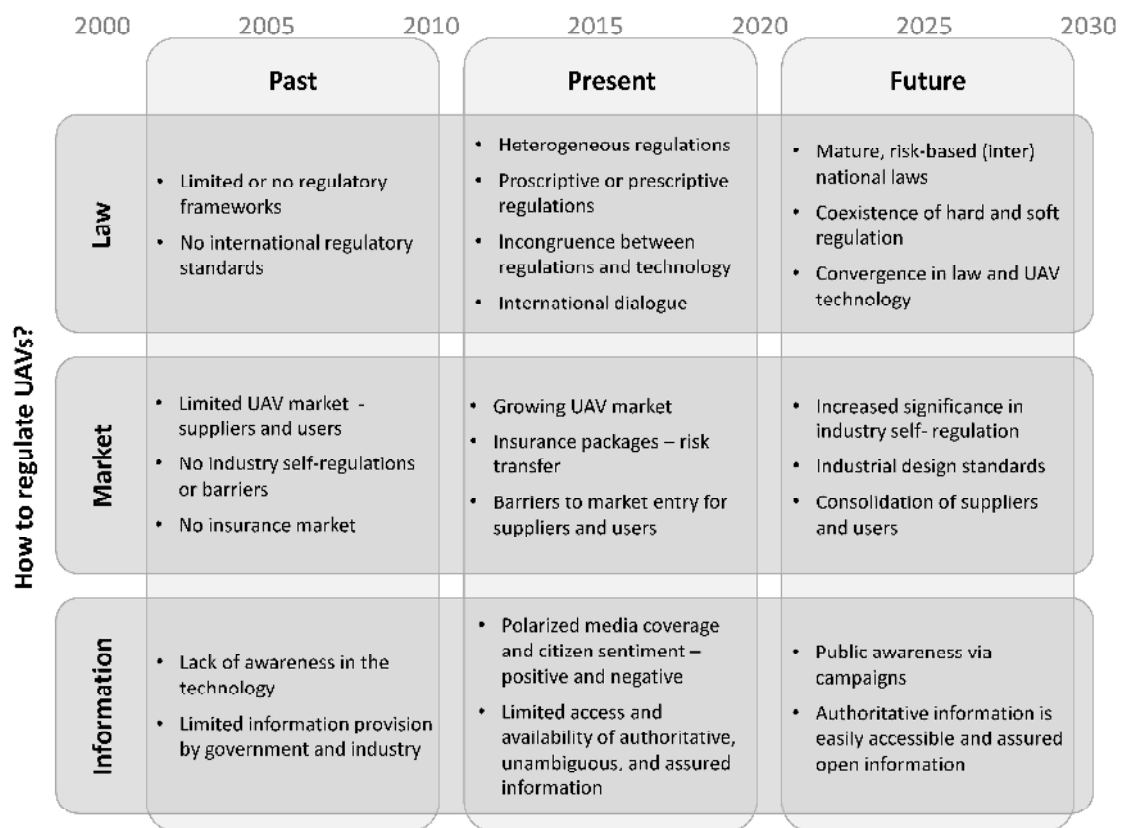 2000 2005 2010 2015 2020 2025 2030
Past Present Future
How to regulate UAVs?
Law
• Limited or no regulatory
frameworks
• No international regulatory
standards
• Heterogeneous regulations
• Proscriptive or prescriptive
regulations
• Incongruence between
regulations and technology
• International dialogue
• Mature, risk-based (inter)
national laws
• Coexistence of hard and soft
regulation
• Convergence in law and UAV
technology
Market
• Limited UAV market -
suppliers and users
• No industry self-regulations
or barriers
• No insurance market
• Growing UAV market
• Insurance packages – risk
transfer
• Barriers to market entry for
suppliers and users
• Increased significance in
industry self- regulation
• Industrial design standards
• Consolidation of suppliers
and users
Information
• Lack of awareness in the
technology
• Limited information provision
by government and industry
• Polarized media coverage
and citizen sentiment –
positive and negative
• Limited access and
availability of authoritative,
unambiguous, and assured
information
• Public awareness via
campaigns
• Authoritative information is
easily accessible and assured
open information